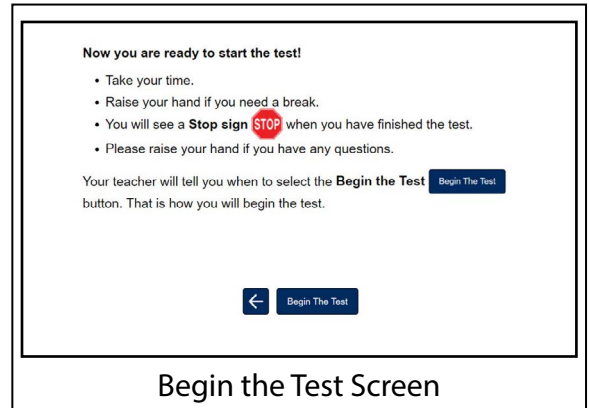 Now you are ready to start the test!
• Take your time.
• Raise your hand if you need a break.
• You will see a Stop sign STOP when you have finished the test.
• Please raise your hand if you have any questions.
Your teacher will tell you when to select the Begin the Test Begin The Test
button. That is how you will begin the test.
Begin The Test
Begin the Test Screen